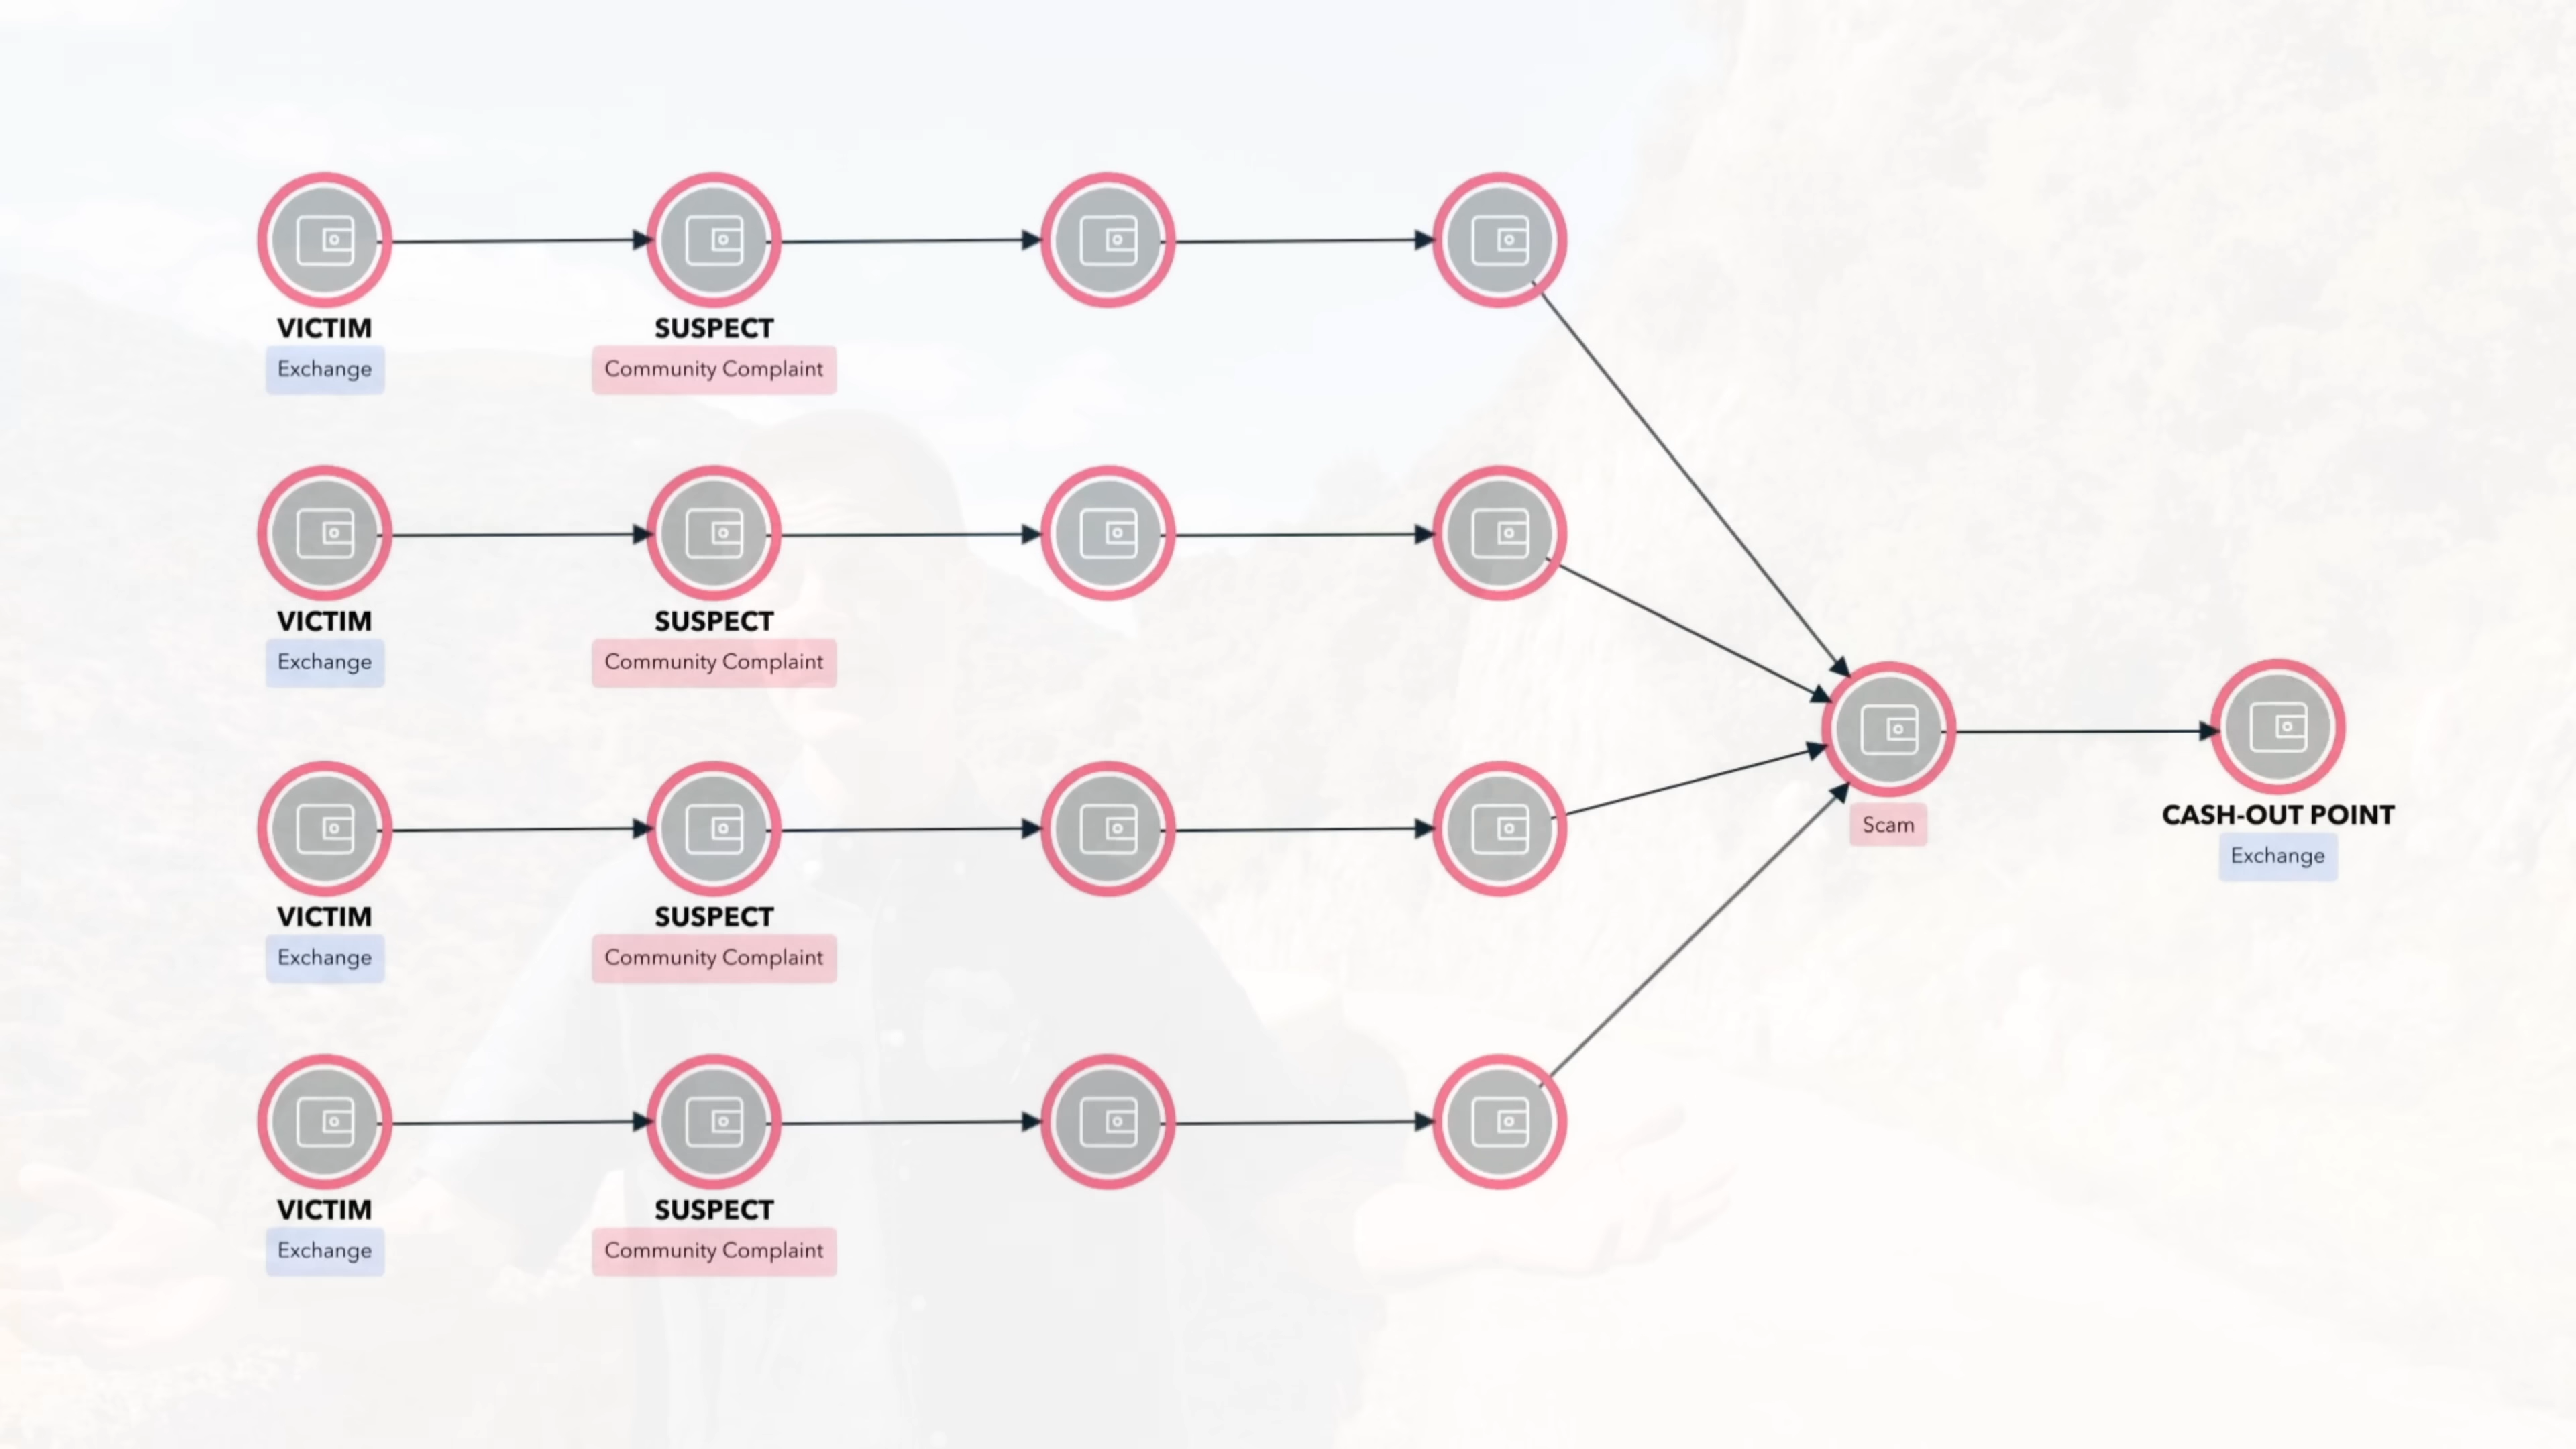 VICTIM
Exchange
SUSPECT
Community Complaint
VICTIM
Exchange
SUSPECT
Community Complaint
VICTIM
Exchange
SUSPECT
Community Complaint
VICTIM
Exchange
SUSPECT
Community Complaint
Scam
CASH-OUT POINT
Exchange